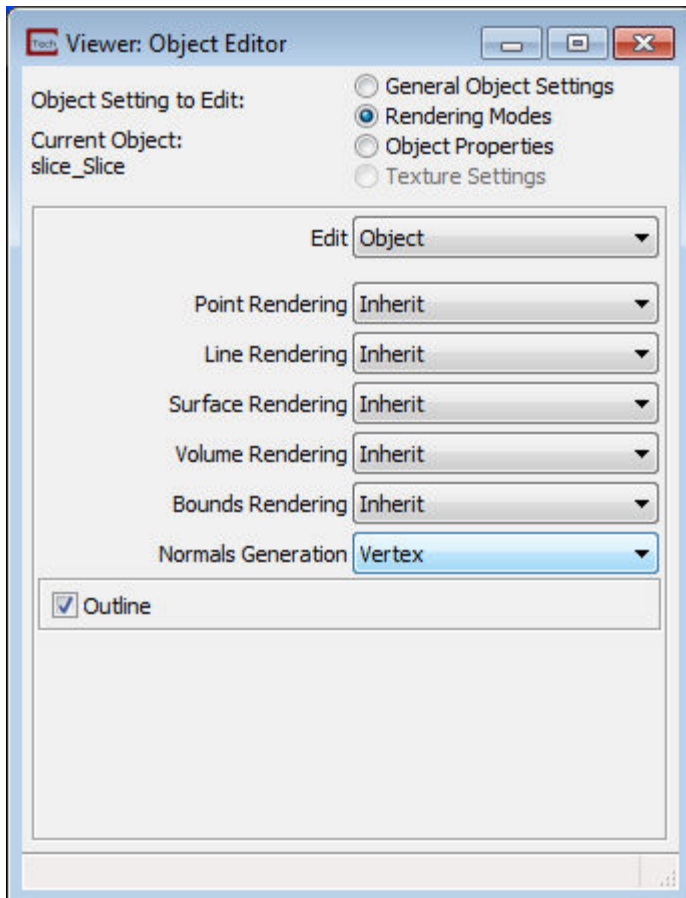 Tech Viewer: Object Editor
Object Setting to Edit:
General Object Settings
Rendering Modes
Object Properties
Texture Settings
Current Object:
slice_Slice
Edit Object
Point Rendering Inherit
Line Rendering Inherit
Surface Rendering Inherit
Volume Rendering Inherit
Bounds Rendering Inherit
Normals Generation Vertex
Outline